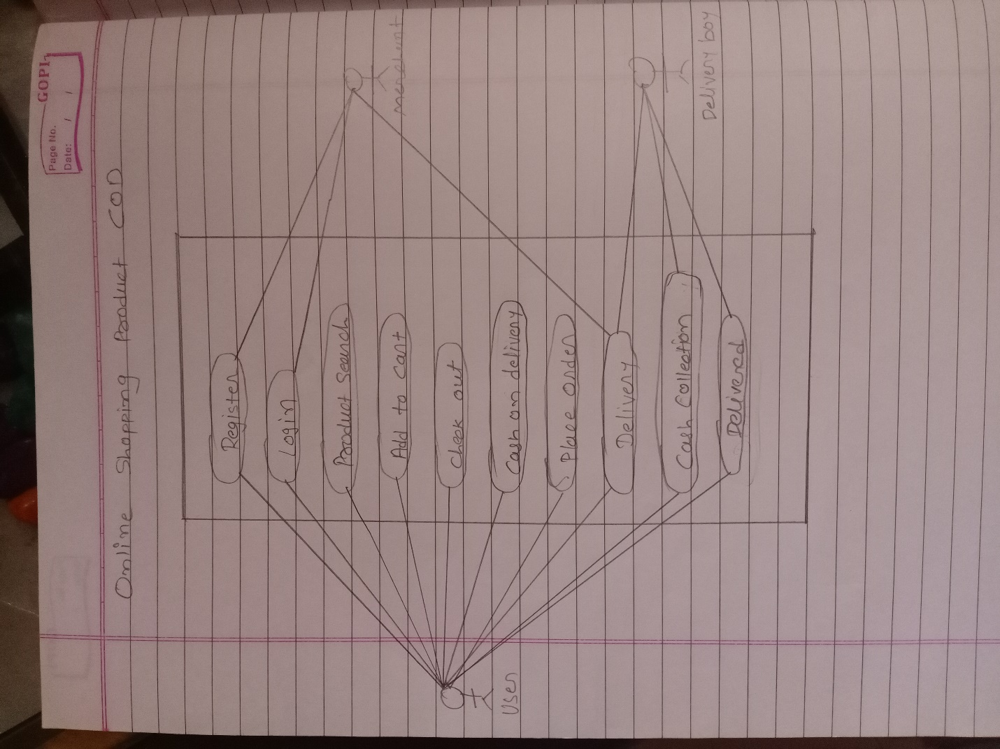 GOPI
Page No.
Date: / /
Online Shopping Product COD
Register
Login
Product Search
Add to cart
Check out
Cash on delivery
Place order
Delivery
Cash Collection
Delivered
User
Merchant
Delivery boy